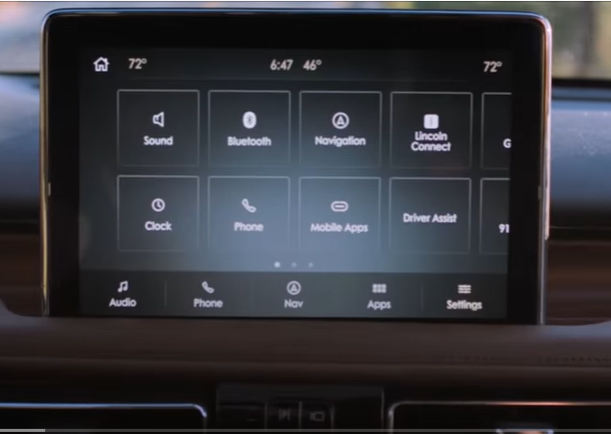 72° 6:47 46° 72°
Sound Bluetooth Navigation Lincoln Connect G
Clock Phone Mobile Apps Driver Assist 91
Audio Phone Nav Apps Settings